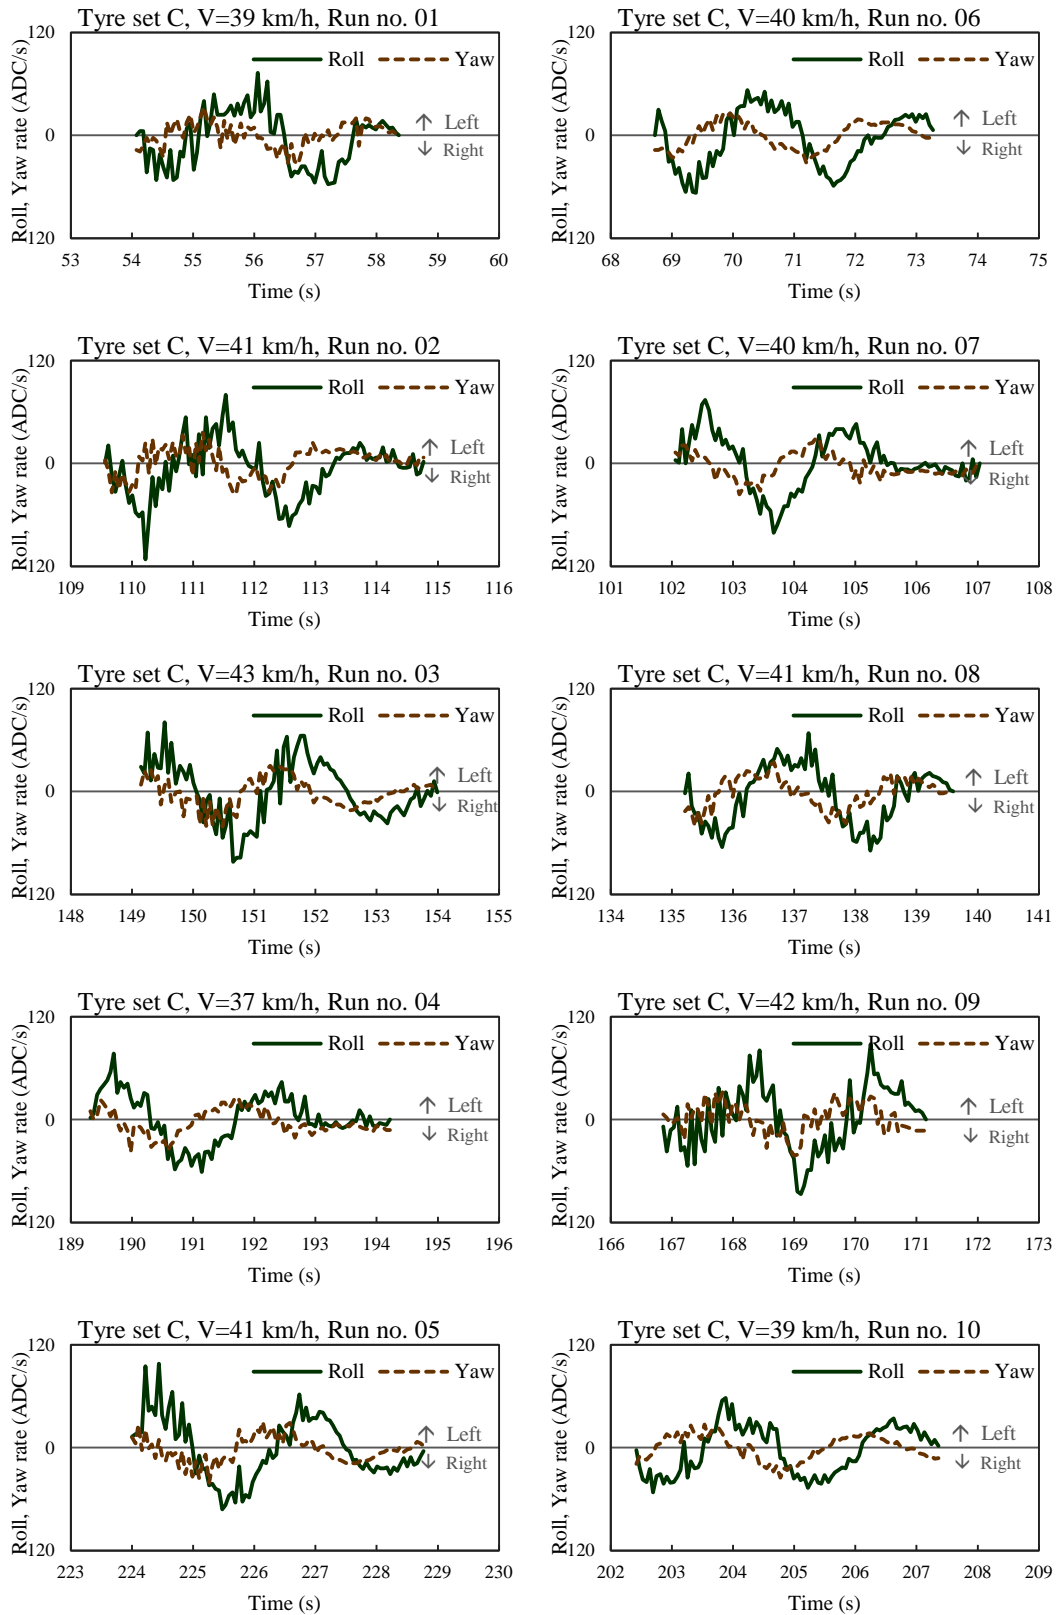 Tyre set C, V=39 km/h, Run no. 01
Roll, Yaw rate (ADC/s)
120
0
120
Roll
Yaw
↑ Left
↓ Right
53 54 55 56 57 58 59 60
Time (s)
Tyre set C, V=40 km/h, Run no. 06
Roll, Yaw rate (ADC/s)
120
0
120
Roll
Yaw
↑ Left
↓ Right
68 69 70 71 72 73 74 75
Time (s)
Tyre set C, V=41 km/h, Run no. 02
Roll, Yaw rate (ADC/s)
120
0
120
Roll
Yaw
↑ Left
↓ Right
109 110 111 112 113 114 115 116
Time (s)
Tyre set C, V=40 km/h, Run no. 07
Roll, Yaw rate (ADC/s)
120
0
120
Roll
Yaw
↑ Left
↓ Right
101 102 103 104 105 106 107 108
Time (s)
Tyre set C, V=43 km/h, Run no. 03
Roll, Yaw rate (ADC/s)
120
0
120
Roll
Yaw
↑ Left
↓ Right
148 149 150 151 152 153 154 155
Time (s)
Tyre set C, V=41 km/h, Run no. 08
Roll, Yaw rate (ADC/s)
120
0
120
Roll
Yaw
↑ Left
↓ Right
134 135 136 137 138 139 140 141
Time (s)
Tyre set C, V=37 km/h, Run no. 04
Roll, Yaw rate (ADC/s)
120
0
120
Roll
Yaw
↑ Left
↓ Right
189 190 191 192 193 194 195 196
Time (s)
Tyre set C, V=42 km/h, Run no. 09
Roll, Yaw rate (ADC/s)
120
0
120
Roll
Yaw
↑ Left
↓ Right
166 167 168 169 170 171 172 173
Time (s)
Tyre set C, V=41 km/h, Run no. 05
Roll, Yaw rate (ADC/s)
120
0
120
Roll
Yaw
↑ Left
↓ Right
223 224 225 226 227 228 229 230
Time (s)
Tyre set C, V=39 km/h, Run no. 10
Roll, Yaw rate (ADC/s)
120
0
120
Roll
Yaw
↑ Left
↓ Right
202 203 204 205 206 207 208 209
Time (s)